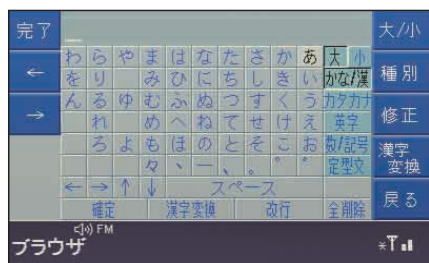 完了 大/小
わ らやまはなたさかあ 大 小
← をり みひにちしきい かな/漢 種別
んるゆむふぬつすくう カタカナ
→ れ めへねてせけえ 英字 修正
ろよもほのとそこお 数/記号 漢字
々、ー、。゛゜ 定型文 変換
← → ↑ ↓ スペース
確定 漢字変換 改行 全削除 戻る
FM
ブラウザ